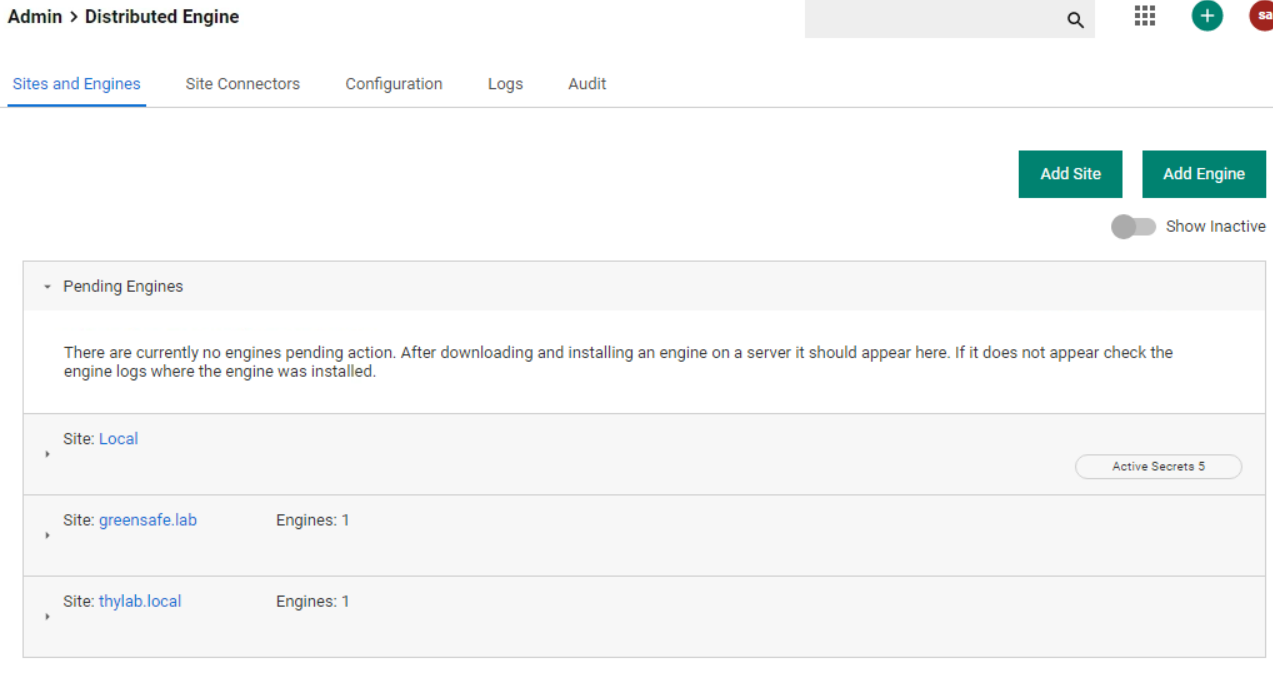 Admin > Distributed Engine
sa
Sites and Engines
Site Connectors
Configuration
Logs
Audit
Add Site
Add Engine
Show Inactive
Pending Engines
There are currently no engines pending action. After downloading and installing an engine on a server it should appear here. If it does not appear check the
engine logs where the engine was installed.
Site: Local
Active Secrets 5
Site: greensafe.lab Engines: 1
Site: thylab.local Engines: 1